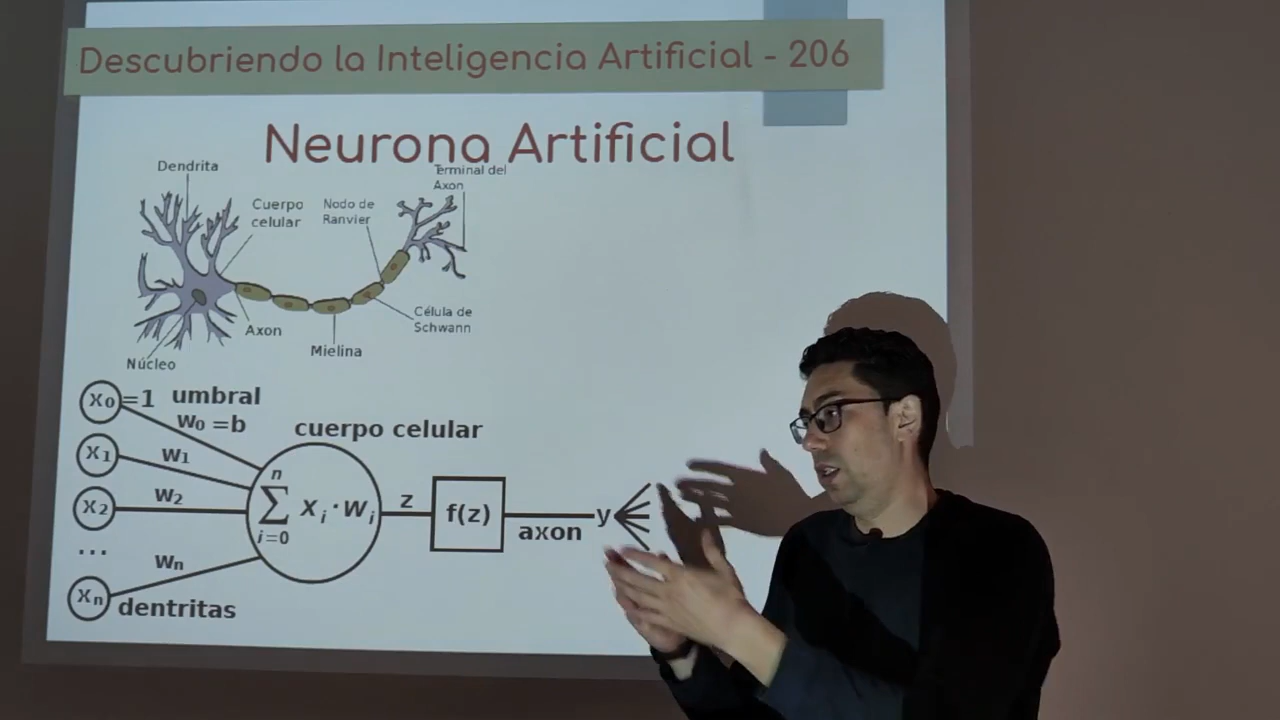 Descubriendo la Inteligencia Artificial - 206
Neurona Artificial
Dendrita
Terminal del
Axon
Cuerpo
celular
Nodo de
Ranvier
Célula de
Schwann
Axon
Mielina
Núcleo
X₀=1 umbral
W₀ =b
cuerpo celular
X₁
W₁
X₂
W₂
...
Wₙ
Xₙ
dentritas
n
∑ Xᵢ·Wᵢ
i=0
z
f(z)
axon
y